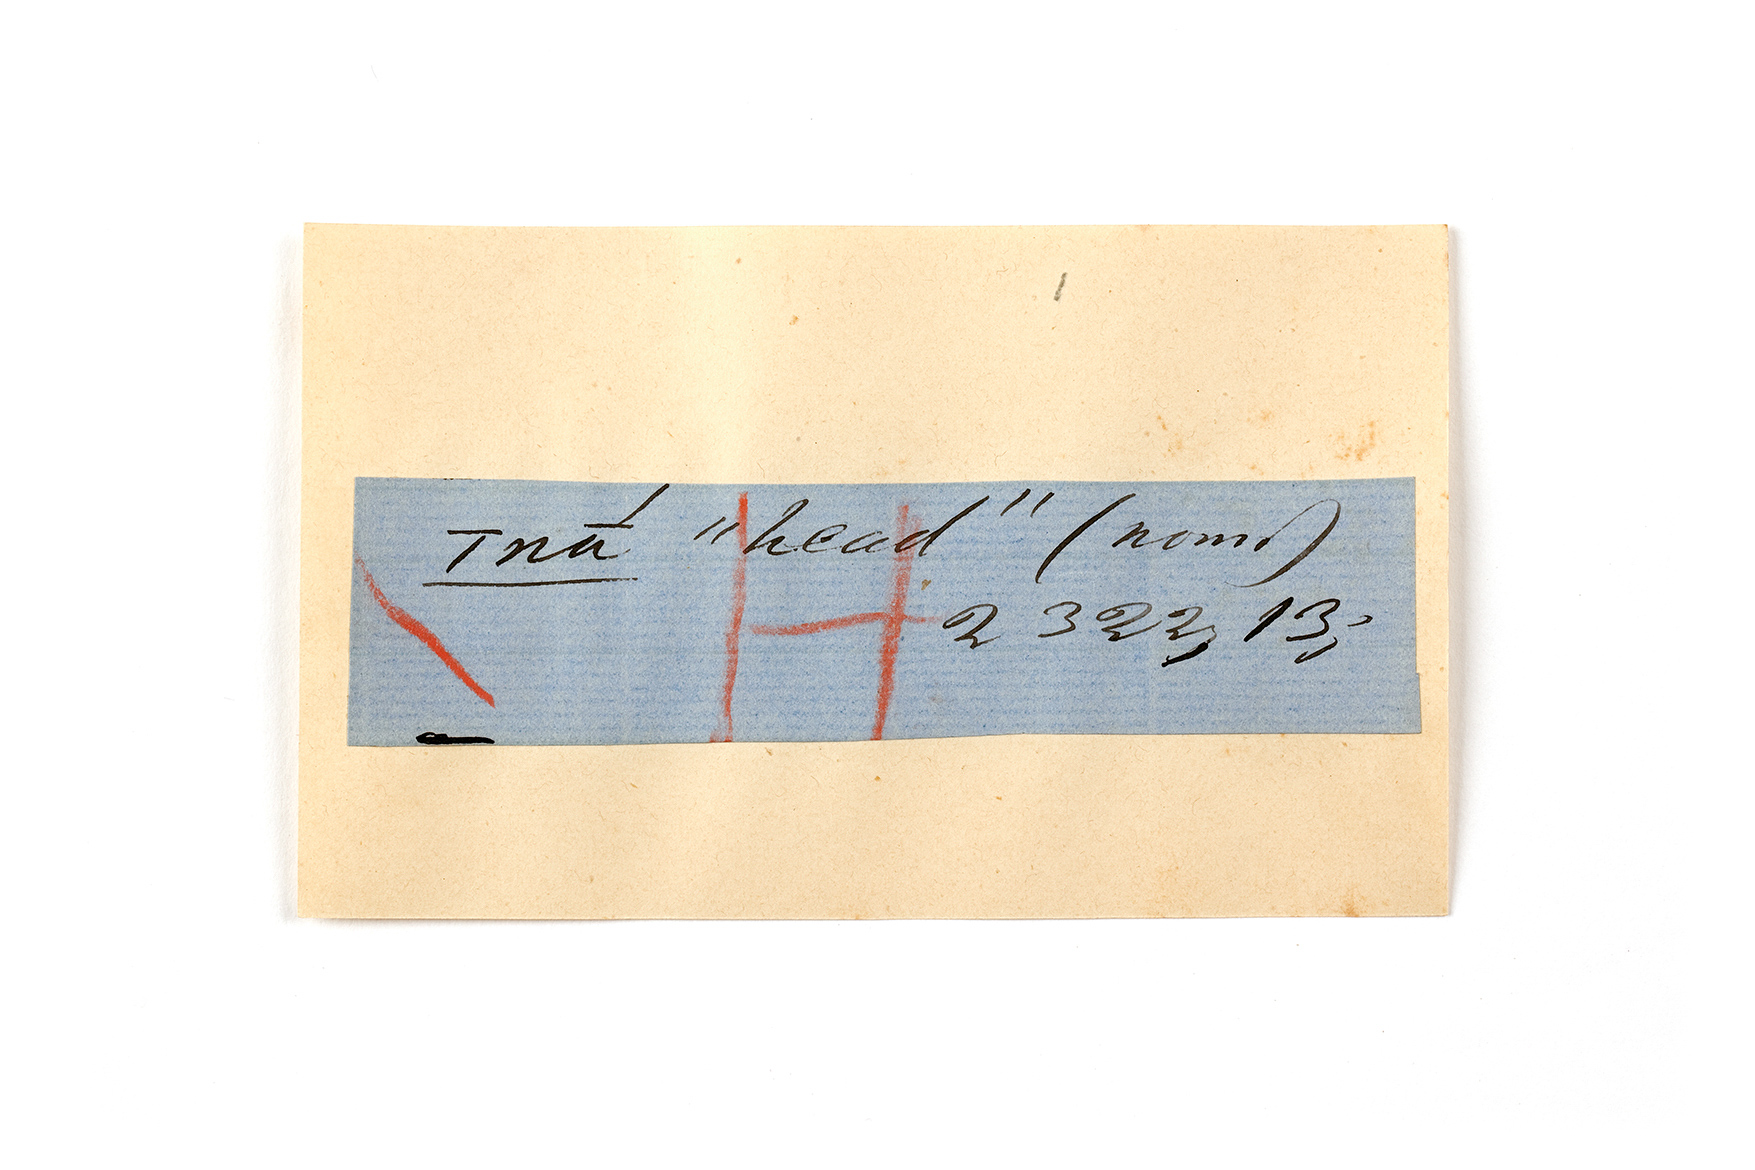 Tnā́ "head" (nom.)
H 2 322, 13;